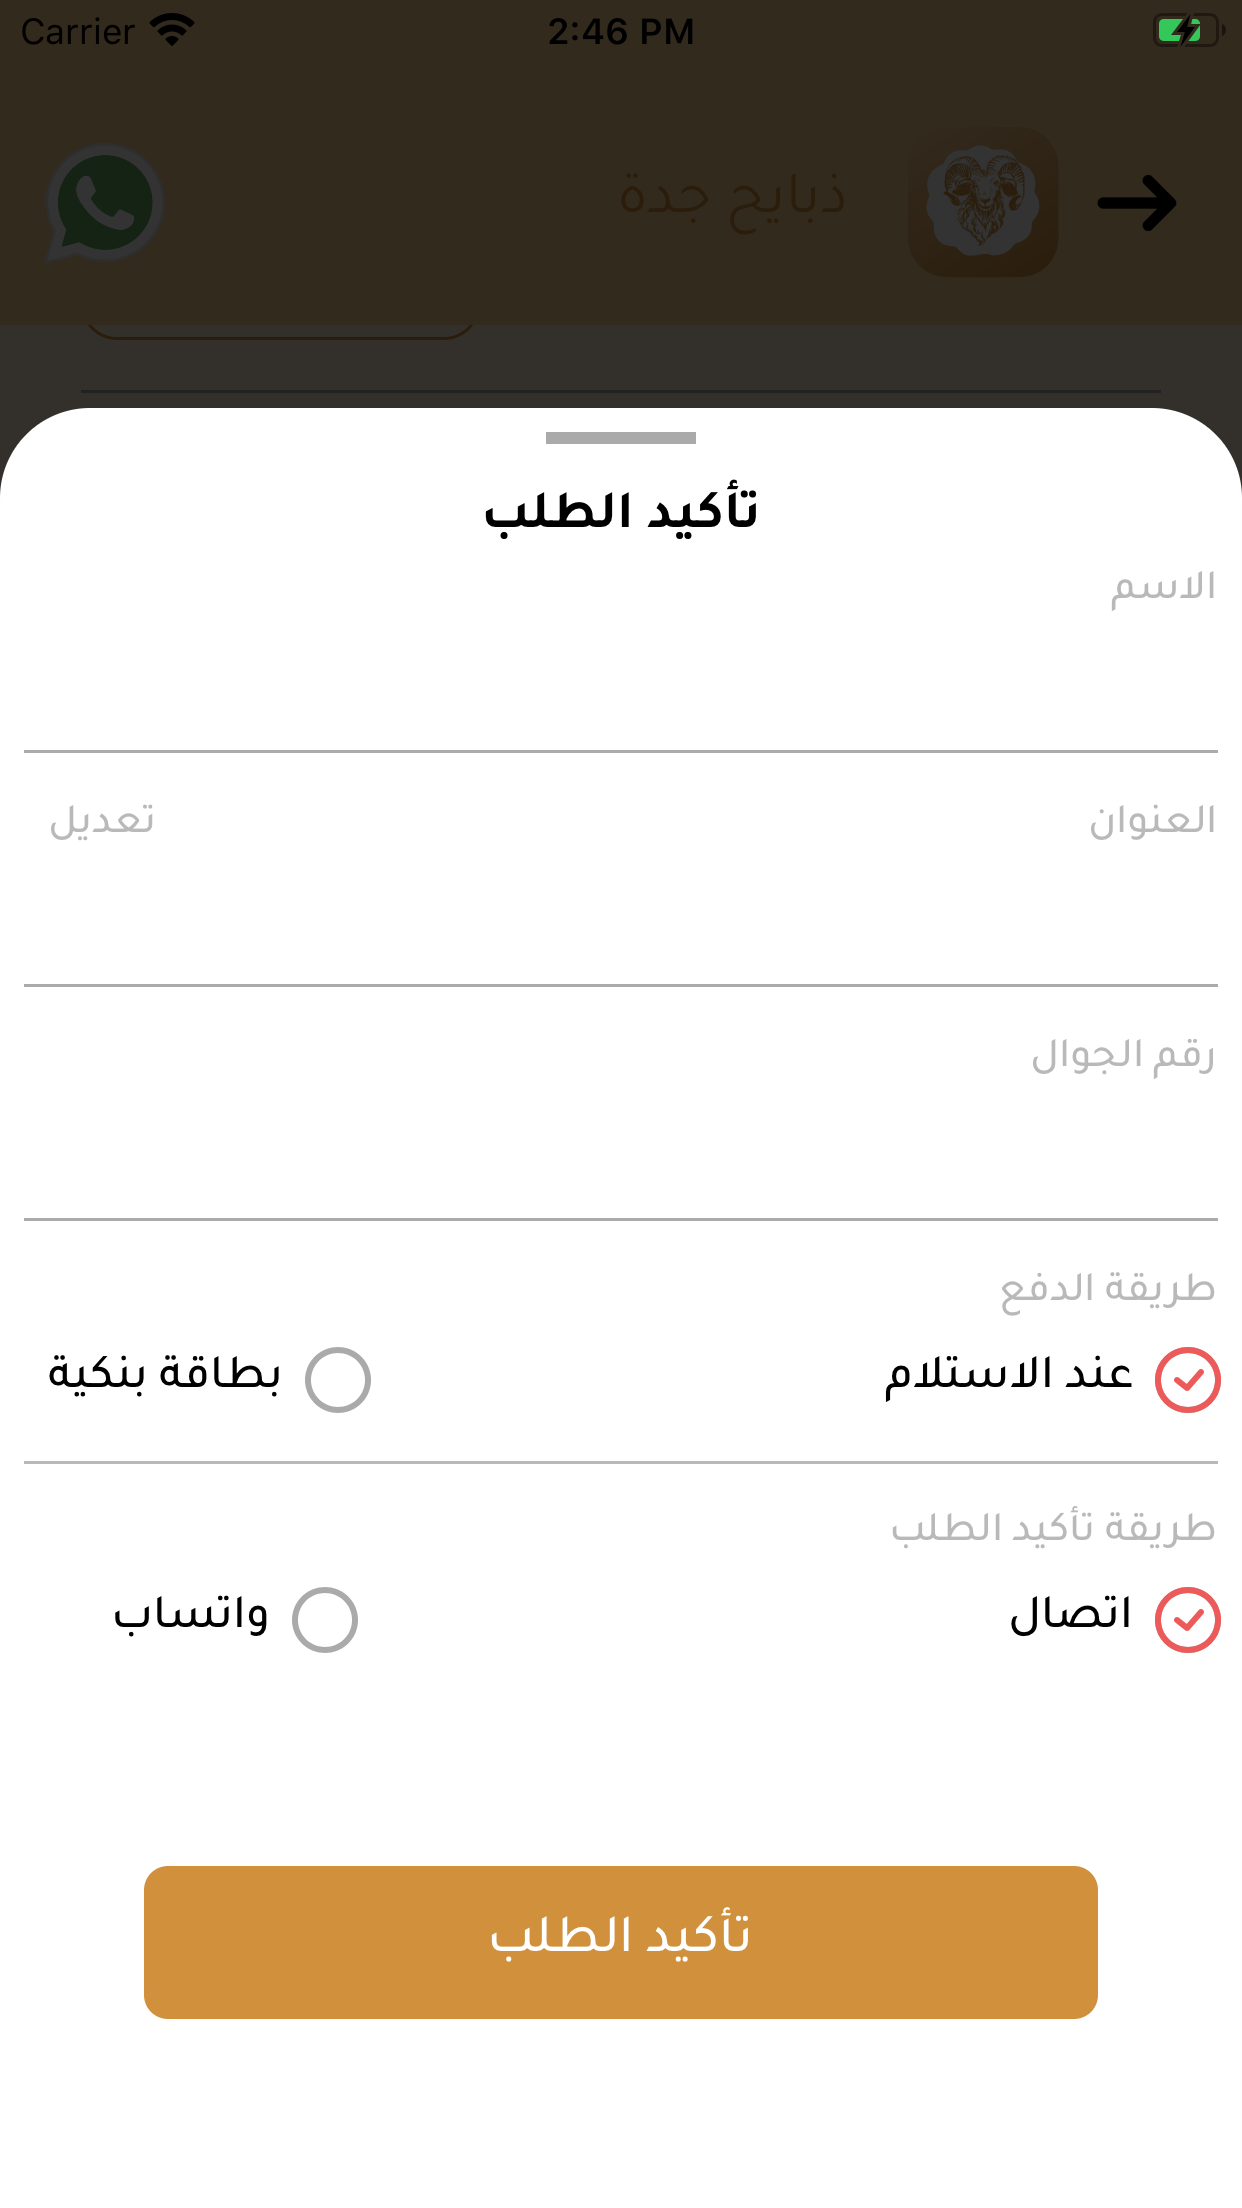 Carrier 2:46 PM
ذبايح جدة
تأكيد الطلب
الاسم
العنوان تعديل
رقم الجوال
طريقة الدفع
عند الاستلام بطاقة بنكية
طريقة تأكيد الطلب
اتصال واتساب
تأكيد الطلب